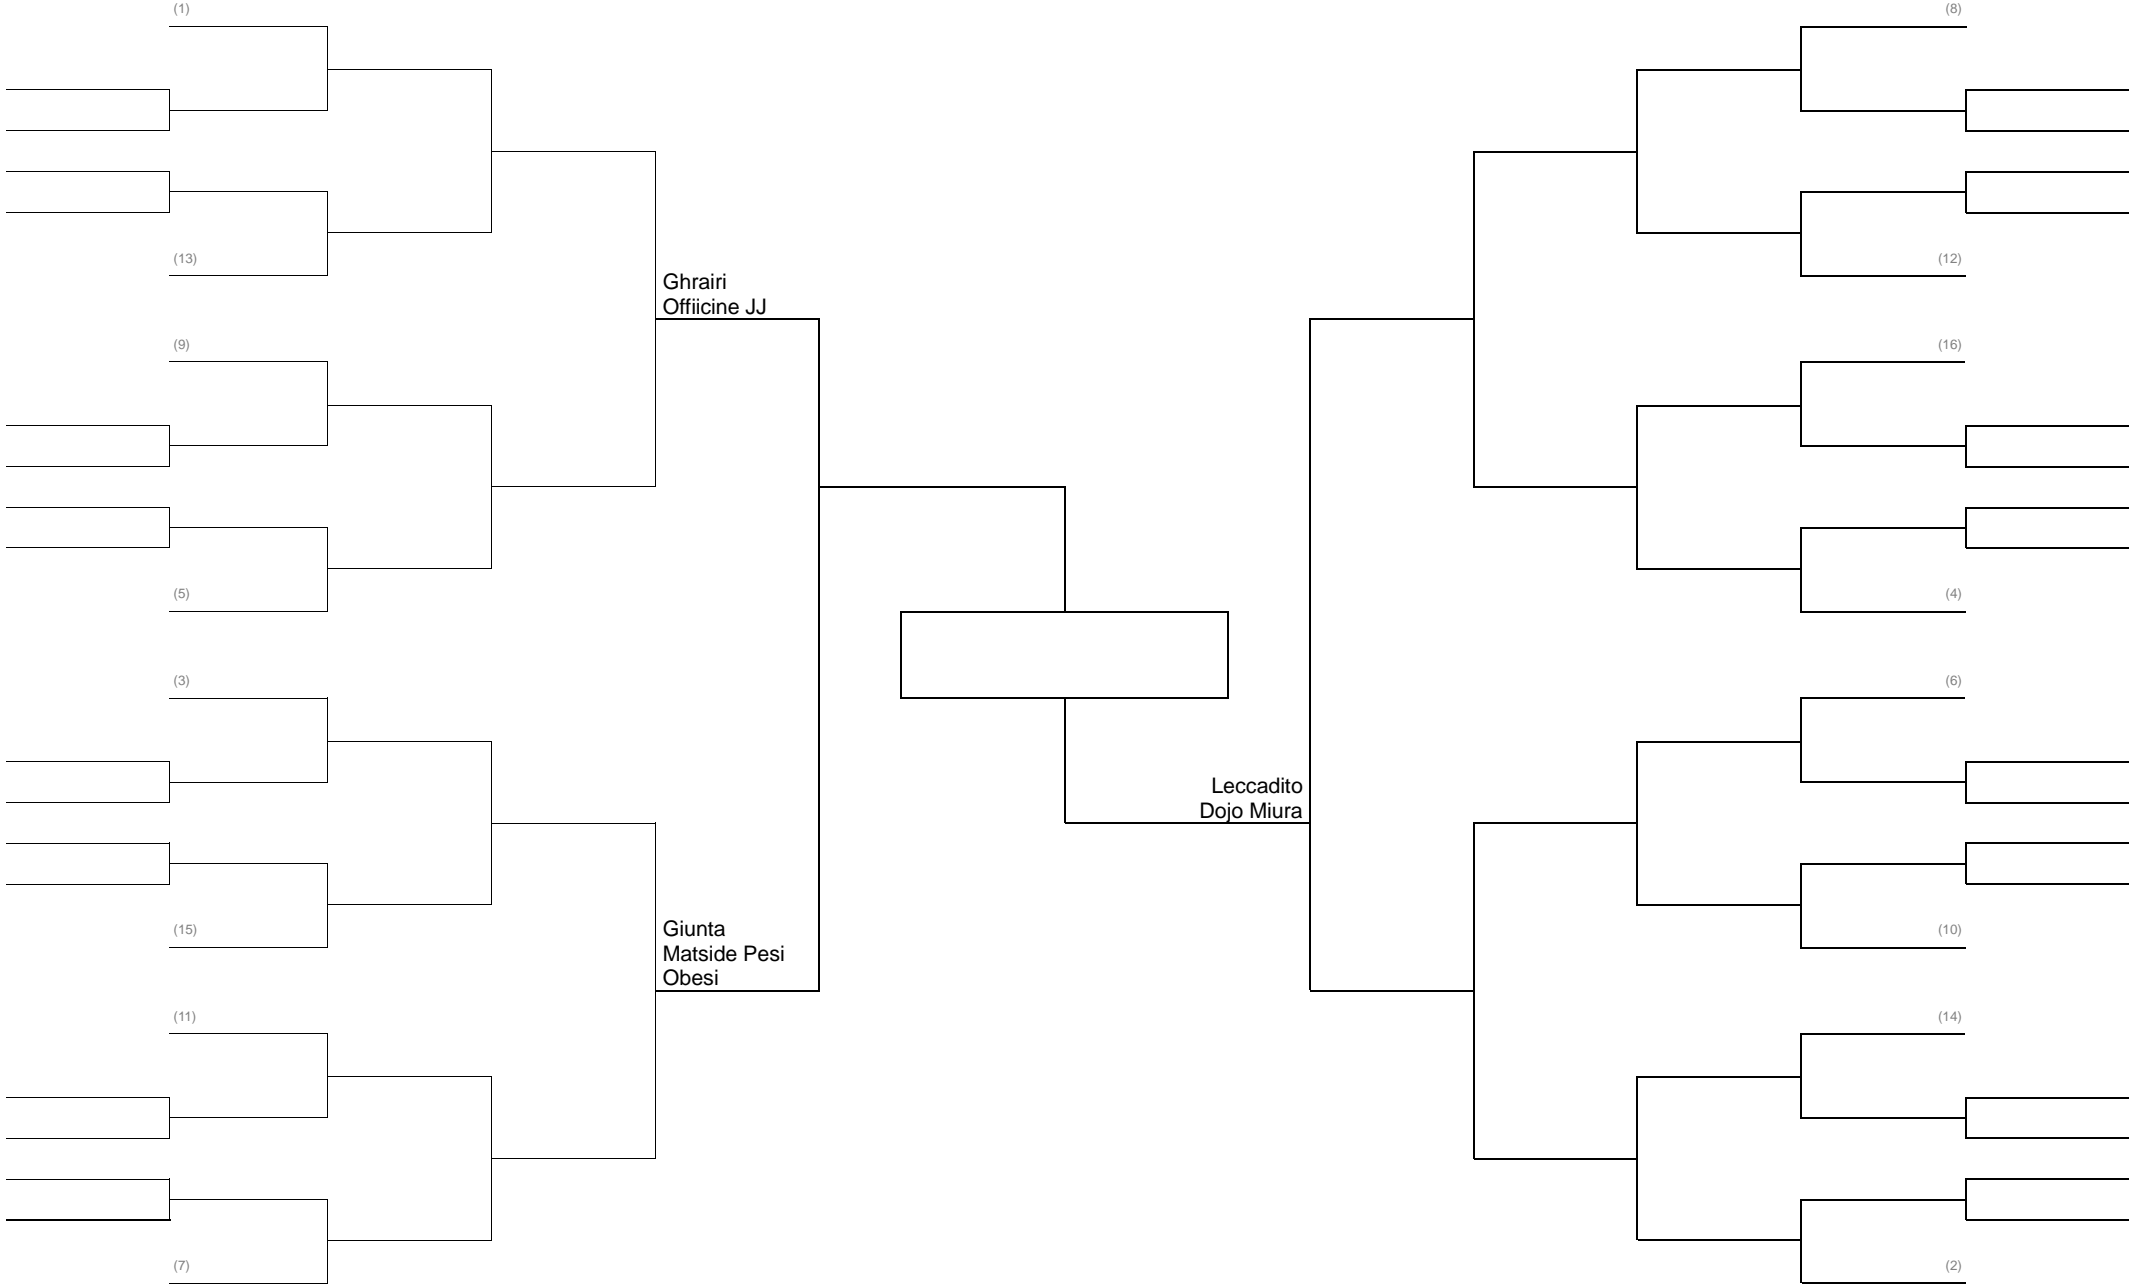 (1)
(8)
(13)
(12)
Ghrairi
Offiicine JJ
(9)
(16)
(5)
(4)
(3)
(6)
Leccadito
Dojo Miura
(15)
(10)
Giunta
Matside Pesi
Obesi
(11)
(14)
(7)
(2)